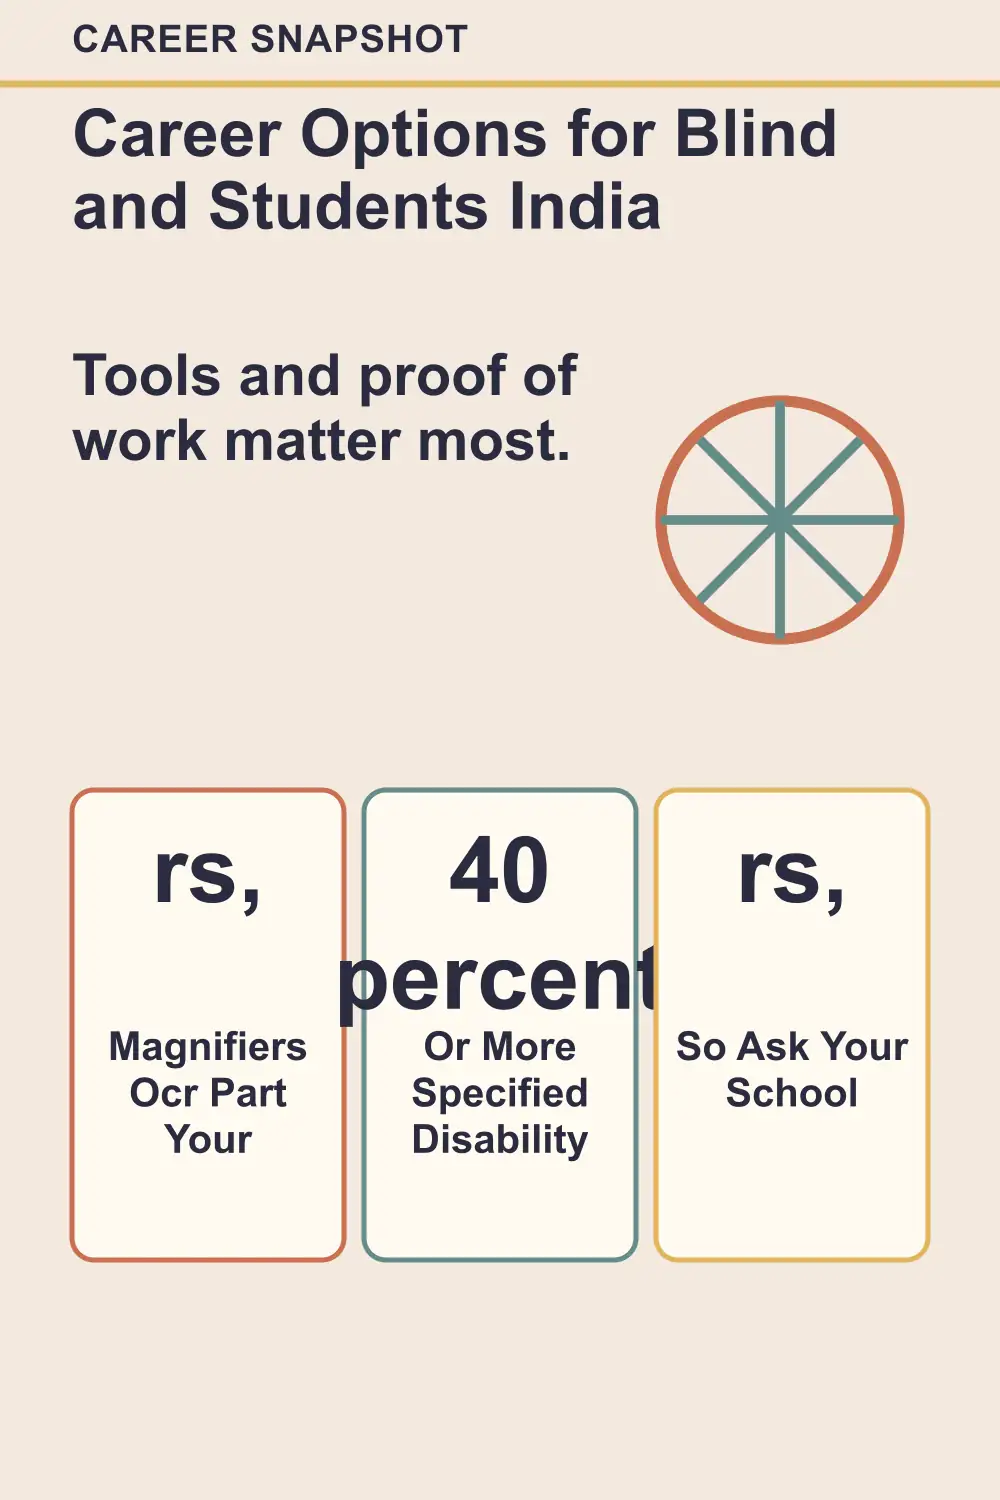 CAREER SNAPSHOT
Career Options for Blind
and Students India
Tools and proof of
work matter most.
rs,
Magnifiers
Ocr Part
Your
40
percent
Or More
Specified
Disability
rs,
So Ask Your
School